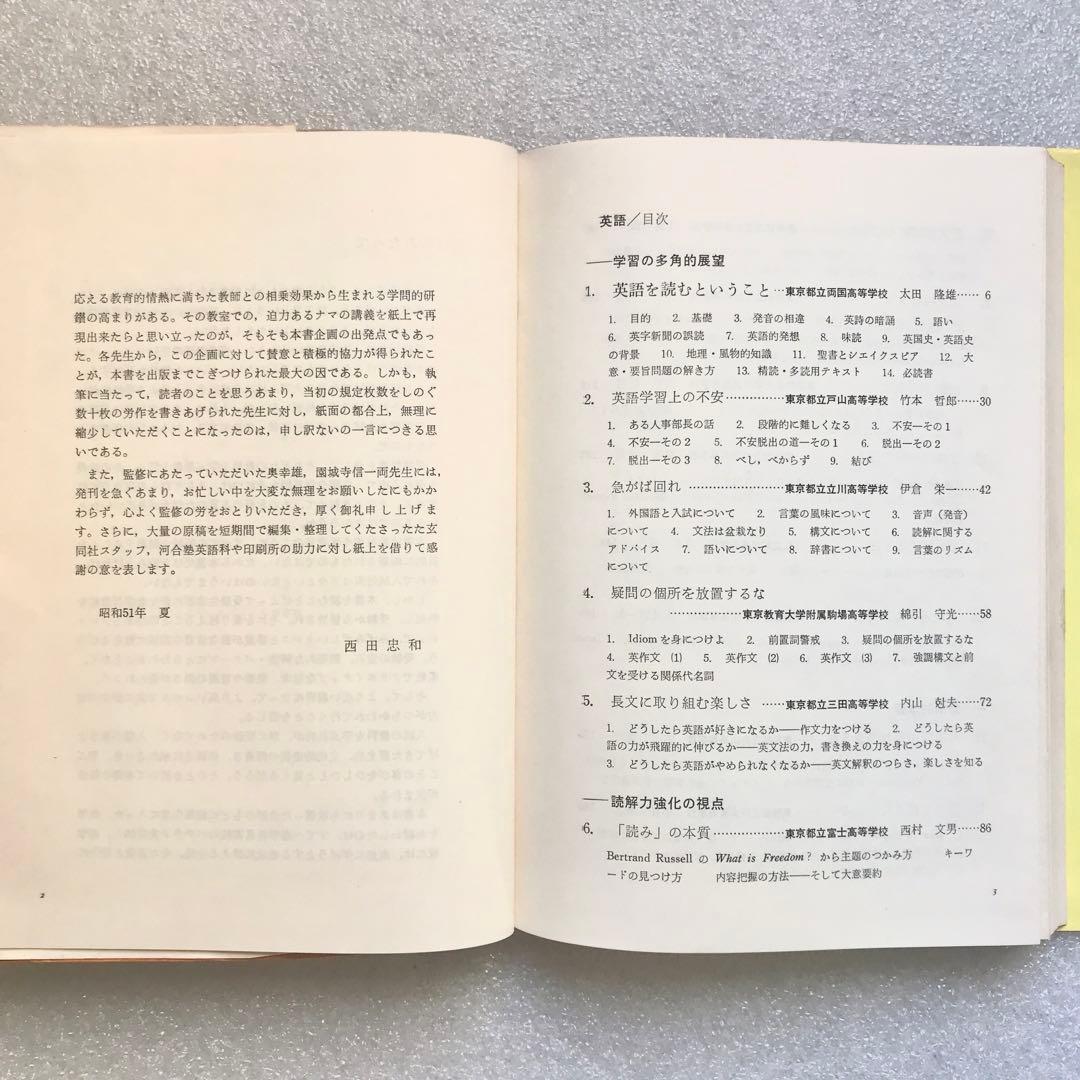 応える教育的情熱に満ちた教師との相乗効果から生まれる学問的研
鑽の高まりがある。その教室での，迫力あるナマの講義を紙上で再
現出来たらと思い立ったのが，そもそも本書企画の出発点でもあっ
た。各先生から，この企画に対して賛意と積極的協力が得られたこ
とが，本書を出版までこぎつけられた最大の因である。しかも，執
筆に当たって，読者のことを思うあまり，当初の規定枚数をしのぐ
数十枚の労作を書きあげられた先生に対し，紙面の都合上，無理に
縮少していただくことになったのは，申し訳ないの一言につきる思
いである。
また，監修にあたっていただいた奥幸雄，園城寺信一両先生には，
発刊を急ぐあまり，お忙しい中を大変な無理をお願いしたにもかか
わらず，心よく監修の労をおとりいただき，厚く御礼申し上げま
す。さらに，大量の原稿を短期間で編集・整理してくださったた玄
同社スタッフ，河合塾英語科や印刷所の助力に対し紙上を借りて感
謝の意を表します。
昭和51年　夏
西田忠和
2
英語／目次
——学習の多角的展望
1.　英語を読むということ…東京都立両国高等学校　太田　隆雄…… 6
1.　目的　2.　基礎　3.　発音の相違　4.　英詩の暗誦　5.　語い
6.　英字新聞の誤読　7.　英語的発想　8.　味読　9.　英国史・英語史
の背景　10.　地理・風物的知識　11.　聖書とシエイクスピア　12.　大
意・要旨問題の解き方　13.　精読・多読用テキスト　14.　必読書
2.　英語学習上の不安……………東京都立戸山高等学校　竹本　哲郎……30
1.　ある人事部長の話　2.　段階的に難しくなる　3.　不安—その1
4.　不安—その2　5.　不安脱出の道—その1　6.　脱出—その2
7.　脱出—その3　8.　べし，べからず　9.　結び
3.　急がば回れ ……………………東京都立立川高等学校　伊倉　栄一……42
1.　外国語と入試について　2.　言葉の風味について　3.　音声（発音）
について　4.　文法は盆栽なり　5.　構文について　6.　読解に関する
アドバイス　7.　語いについて　8.　辞書について　9.　言葉のリズム
について
4.　疑問の個所を放置するな
………………東京教育大学附属駒場高等学校　綿引　守光……58
1.　Idiomを身につけよ　2.　前置詞警戒　3.　疑問の個所を放置するな
4.　英作文　(1)　5.　英作文　(2)　6.　英作文　(3)　7.　強調構文と前
文を受ける関係代名詞
5.　長文に取り組む楽しさ ……東京都立三田高等学校　内山　尅夫……72
1.　どうしたら英語が好きになるか——作文力をつける　2.　どうしたら英
語の力が飛躍的に伸びるか——英文法の力，書き換えの力を身につける
3.　どうしたら英語がやめられなくなるか——英文解釈のつらさ，楽しさを知る
——読解力強化の視点
6.　「読み」の本質………………東京都立富士高等学校　西村　文男……86
Bertrand Russell の What is Freedom? から主題のつかみ方　キーワ
ードの見つけ方　内容把握の方法——そして大意要約
3